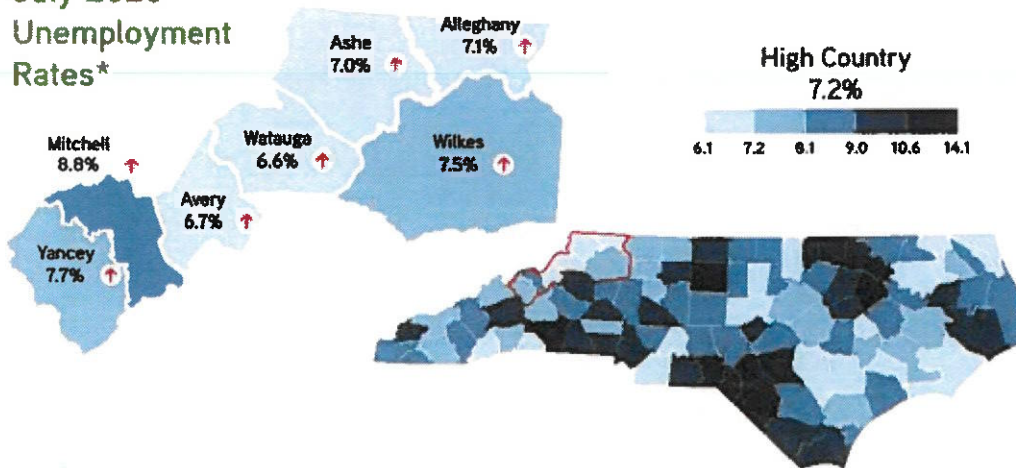 Unemployment
Rates*
Ashe
7.0%
Alleghany
7.1%
Mitchell
8.8%
Watauga
6.6%
Wilkes
7.5%
Avery
6.7%
Yancey
7.7%
High Country
7.2%
6.1 7.2 8.1 9.0 10.6 14.1